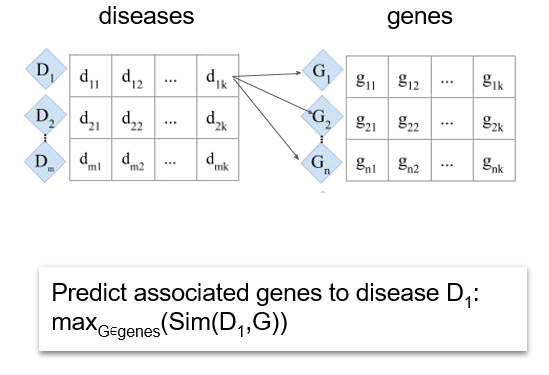 diseases genes
D1 d11 d12 ... d1k G1 g11 g12 ... g1k
D2 d21 d22 ... d2k G2 g21 g22 ... g2k
Dm dm1 dm2 ... dmk Gn gn1 gn2 ... gnk
Predict associated genes to disease D1:
maxG∈genes(Sim(D1,G))